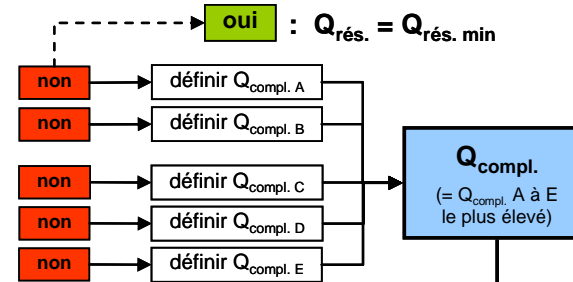 oui : Qrés. = Qrés. min
non définir Qcompl. A
non définir Qcompl. B
Qcompl.
non définir Qcompl. C
(= Qcompl. A à E
le plus élevé)
non définir Qcompl. D
non définir Qcompl. E